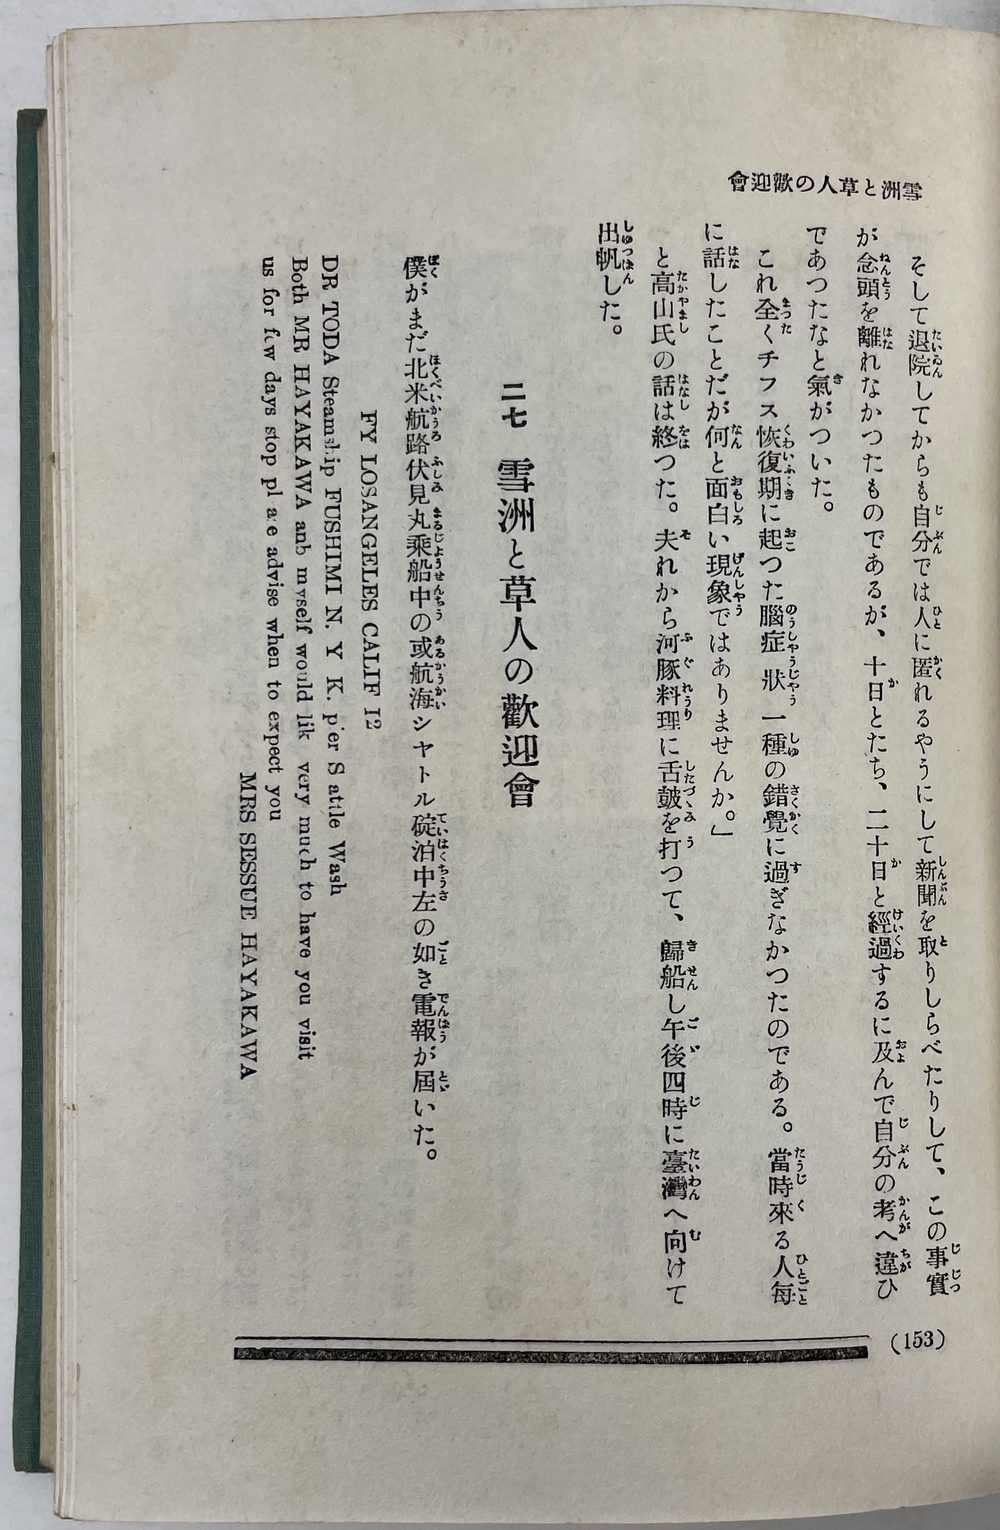 會迎歡の人草と洲雪
そして退院してからも自分では人に匿れるやうにして新聞を取りしらべたりして、この事實
が念頭を離れなかつたものであるが、十日とたち、二十日と經過するに及んで自分の考へ違ひ
であつたなと氣がついた。
これ全くチフス恢復期に起つた腦症狀一種の錯覺に過ぎなかつたのである。當時來る人每
に話したことだが何と面白い現象ではありませんか。」
と高山氏の話は終つた。夫れから河豚料理に舌皷を打つて、歸船し午後四時に臺灣へ向けて
出帆した。
二七 雪洲と草人の歡迎會
僕がまだ北米航路伏見丸乘船中の或航海シヤトル碇泊中左の如き電報が屆いた。
FY LOSANGELES CALIF 12
DR TODA Steamship FUSHIMI N. Y K. pier S attle Wash
Both MR HAYAKAWA anb myself would lik very much to have you visit
us for few days stop pl a:e advise when to expect you
MRS SESSUE HAYAKAWA
(153)